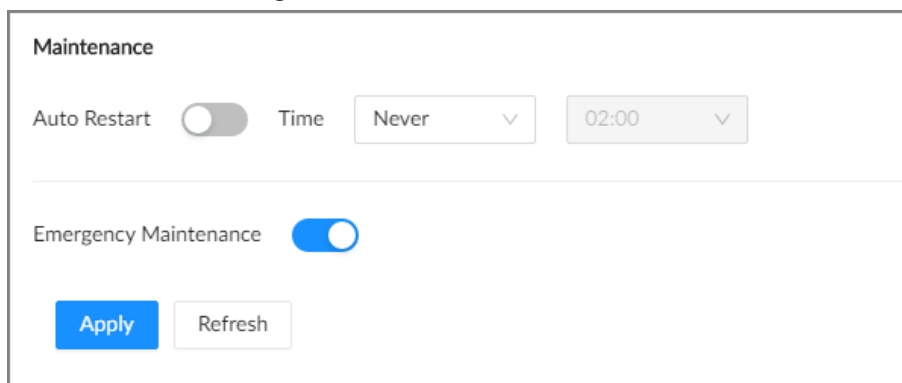 Maintenance
Auto Restart Time Never 02:00
Emergency Maintenance
Apply Refresh